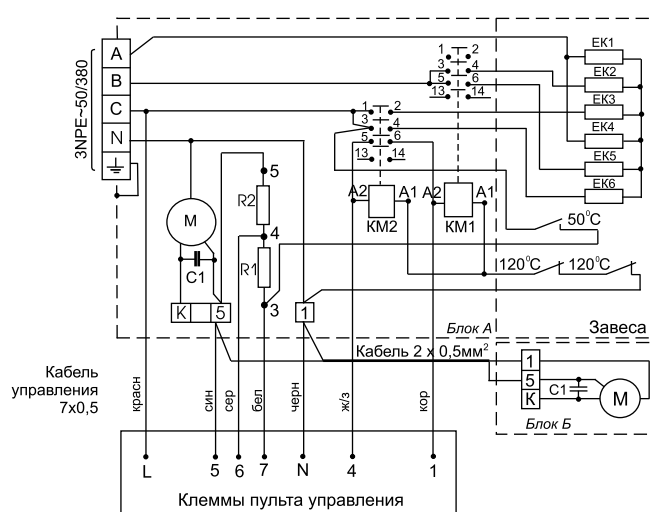 3NPE~50/380
A
B
C
N
1 2
3 4
5 6
13 14
1 2
3 4
5 6
13 14
EK1
EK2
EK3
EK4
EK5
EK6
A2 A1
КМ2
A2 A1
КМ1
50°C
120°C 120°C
M
C1
K 5
5
R2
4
R1
3
1
Блок А
Завеса
Кабель 2 x 0,5мм²
1
5
К
C1
M
Блок Б
Кабель
управления
7x0,5
красн
син
сер
бел
черн
ж/з
кор
L 5 6 7 N 4 1
Клеммы пульта управления